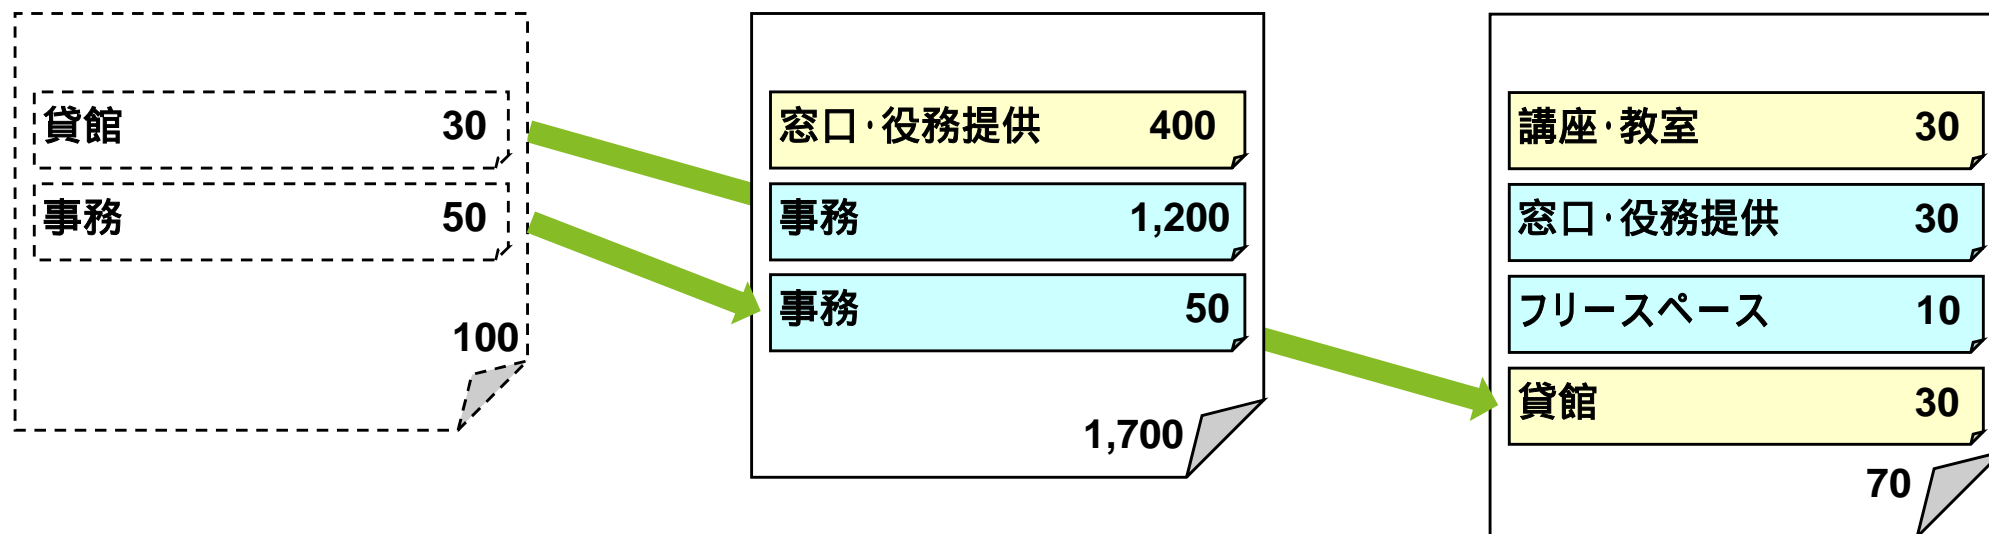 貸館 30
事務 50
100
窓口・役務提供 400
事務 1,200
事務 50
1,700
講座・教室 30
窓口・役務提供 30
フリースペース 10
貸館 30
70